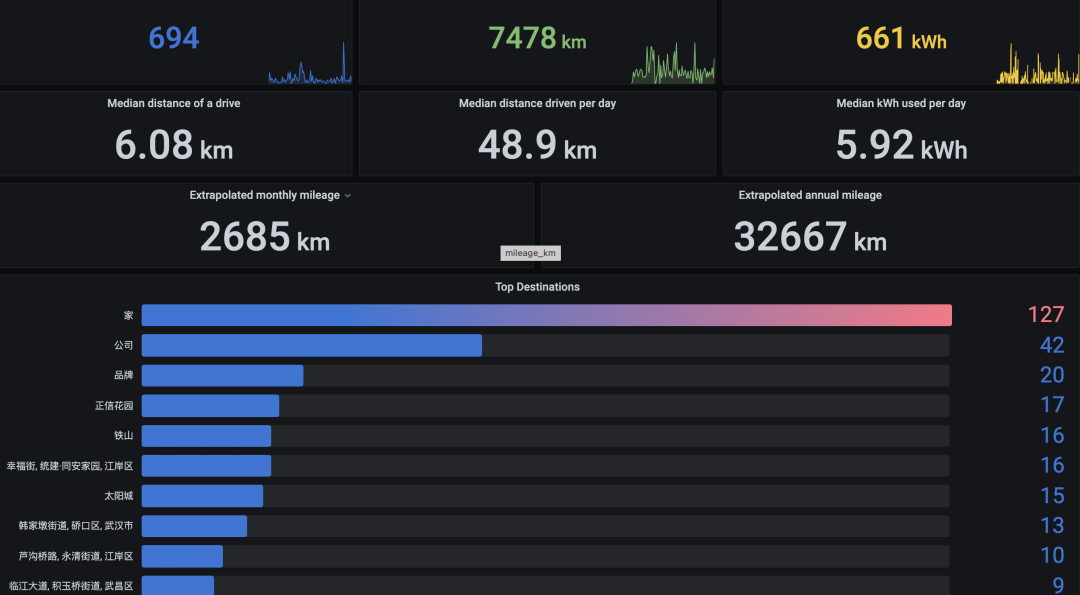 694
7478 km
661 kWh
Median distance of a drive
Median distance driven per day
Median kWh used per day
6.08 km
48.9 km
5.92 kWh
Extrapolated monthly mileage
Extrapolated annual mileage
2685 km
32667 km
mileage_km
Top Destinations
家 127
公司 42
品牌 20
正信花园 17
铁山 16
幸福街, 统建·同安家园, 江岸区 16
太阳城 15
韩家墩街道, 硚口区, 武汉市 13
芦沟桥路, 永清街道, 江岸区 10
临江大道, 积玉桥街道, 武昌区 9